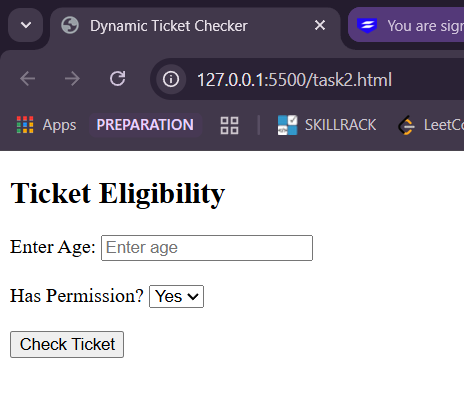 Dynamic Ticket Checker
You are sign
127.0.0.1:5500/task2.html
Apps PREPARATION SKILLRACK LeetCo
Ticket Eligibility
Enter Age: Enter age
Has Permission? Yes
Check Ticket